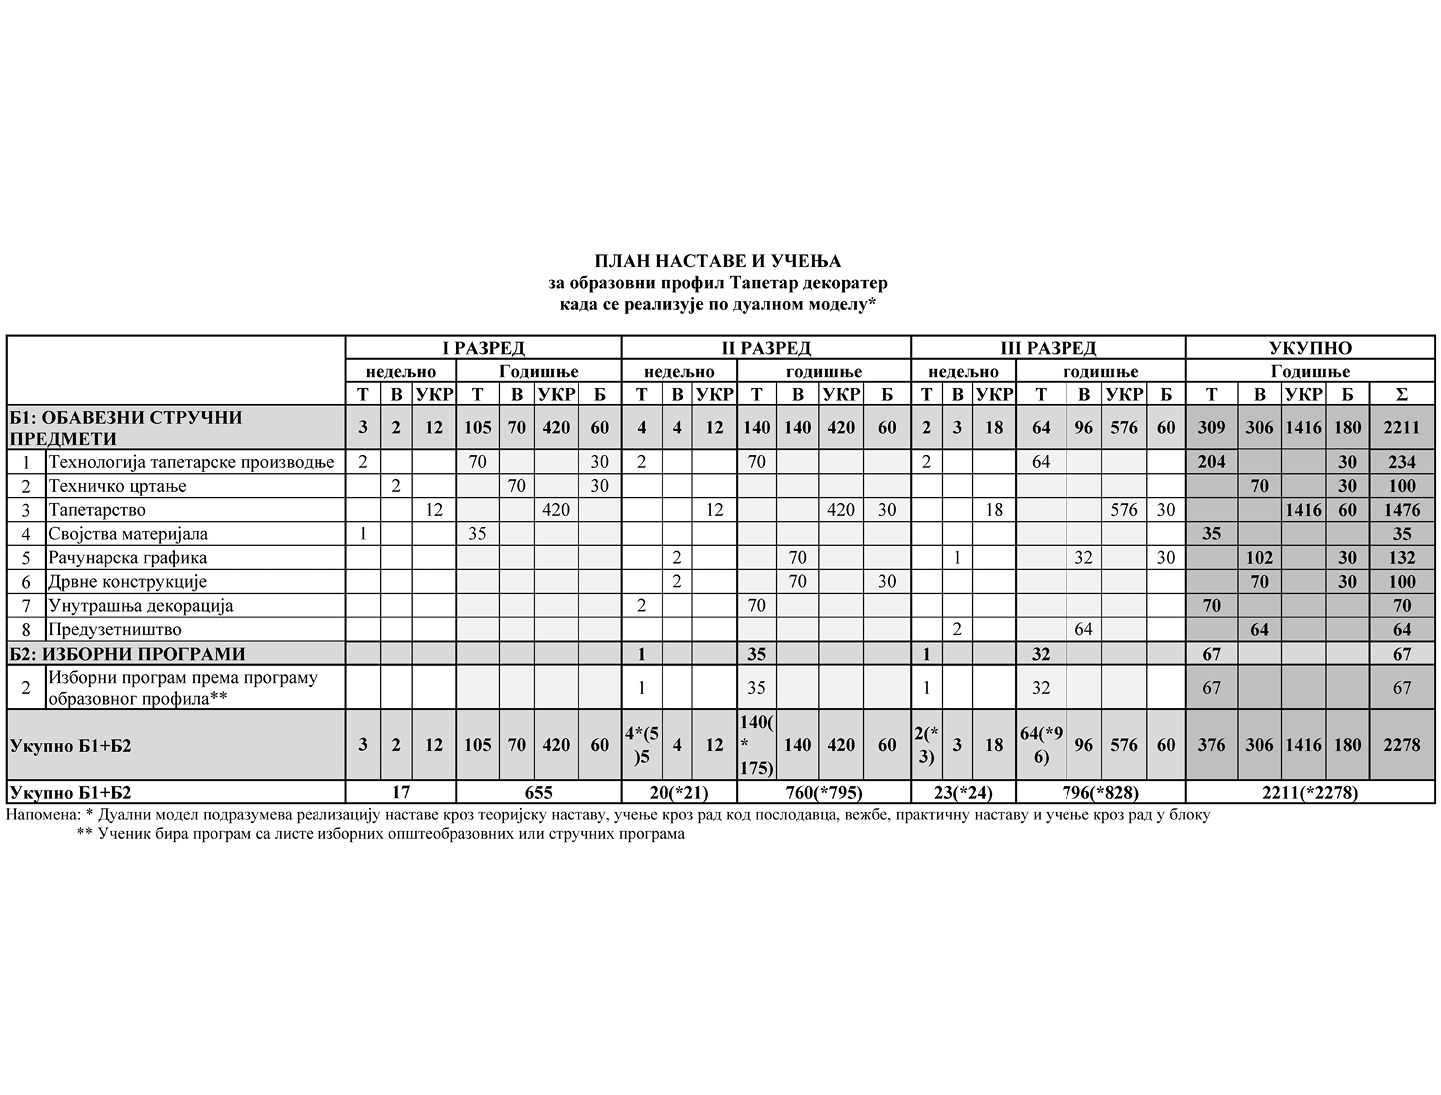 ПЛАН НАСТАВЕ И УЧЕЊА
за образовни профил Тапетар декоратер
када се реализује по дуалном моделу*
I РАЗРЕД II РАЗРЕД III РАЗРЕД УКУПНО
недељно Годишње недељно годишње недељно годишње Годишње
Т В УКР Т В УКР Б Т В УКР Т В УКР Б Т В УКР Т В УКР Б Т В УКР Б Σ
Б1: ОБАВЕЗНИ СТРУЧНИ
ПРЕДМЕТИ 3 2 12 105 70 420 60 4 4 12 140 140 420 60 2 3 18 64 96 576 60 309 306 1416 180 2211
1 Технологија тапетарске производње 2 70 30 2 70 2 64 204 30 234
2 Техничко цртање 2 70 30 70 30 100
3 Тапетарство 12 420 12 420 30 18 576 30 1416 60 1476
4 Својства материјала 1 35 35 35
5 Рачунарска графика 2 70 1 32 30 102 30 132
6 Дрвне конструкције 2 70 30 70 30 100
7 Унутрашња декорација 2 70 70 70
8 Предузетништво 2 64 64 64
Б2: ИЗБОРНИ ПРОГРАМИ 1 35 1 32 67 67
2 Изборни програм према програму
образовног профила** 1 35 1 32 67 67
Укупно Б1+Б2 3 2 12 105 70 420 60 4*(5)5 4 12 140(*175) 140 420 60 2(*3) 3 18 64(*96) 96 576 60 376 306 1416 180 2278
Укупно Б1+Б2 17 655 20(*21) 760(*795) 23(*24) 796(*828) 2211(*2278)
Напомена: * Дуални модел подразумева реализацију наставе кроз теоријску наставу, учење кроз рад код послодавца, вежбе, практичну наставу и учење кроз рад у блоку
** Ученик бира програм са листе изборних општеобразовних или стручних програма